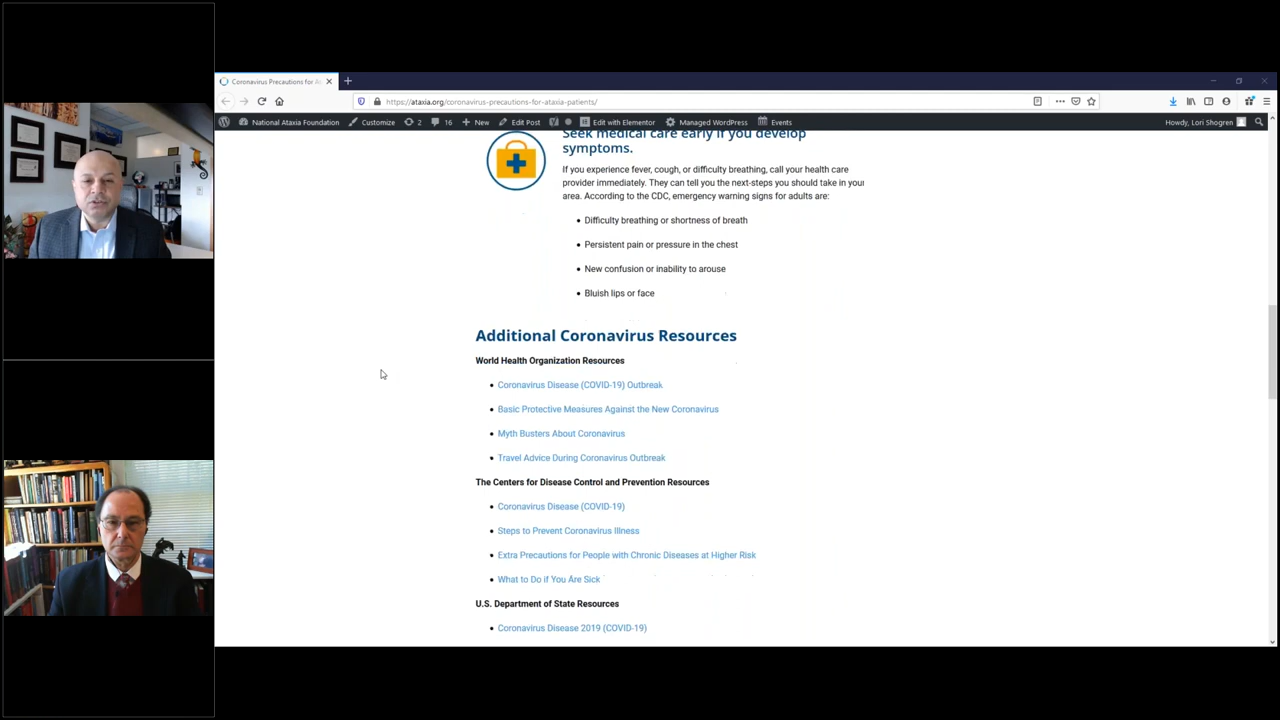 Coronavirus Precautions for At
https://ataxia.org/coronavirus-precautions-for-ataxia-patients/
National Ataxia Foundation Customize 2 16 New Edit Post Edit with Elementor Managed WordPress Events Howdy, Lori Shogren
Seek medical care early if you develop
symptoms.
If you experience fever, cough, or difficulty breathing, call your health care
provider immediately. They can tell you the next-steps you should take in your
area. According to the CDC, emergency warning signs for adults are:
Difficulty breathing or shortness of breath
Persistent pain or pressure in the chest
New confusion or inability to arouse
Bluish lips or face
Additional Coronavirus Resources
World Health Organization Resources
Coronavirus Disease (COVID-19) Outbreak
Basic Protective Measures Against the New Coronavirus
Myth Busters About Coronavirus
Travel Advice During Coronavirus Outbreak
The Centers for Disease Control and Prevention Resources
Coronavirus Disease (COVID-19)
Steps to Prevent Coronavirus Illness
Extra Precautions for People with Chronic Diseases at Higher Risk
What to Do if You Are Sick
U.S. Department of State Resources
Coronavirus Disease 2019 (COVID-19)